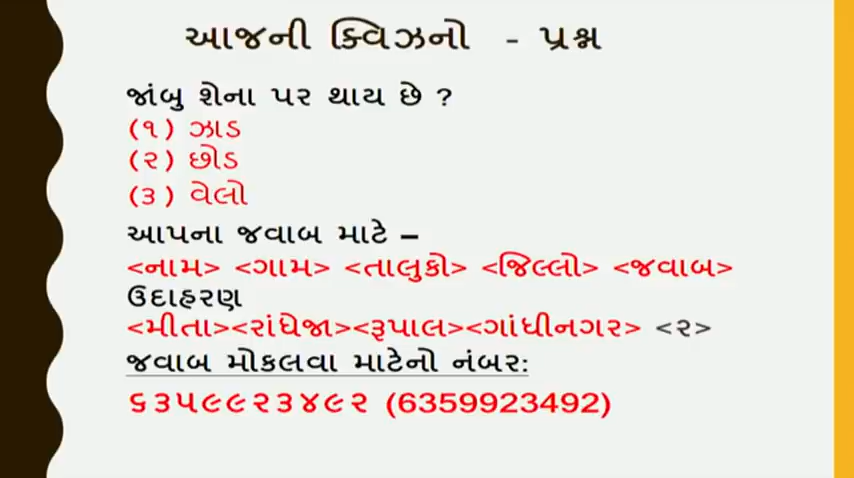 આજની ક્વિઝનો - પ્રશ્ન
જાંબુ શેના પર થાય છે ?
(૧) ઝાડ
(૨) છોડ
(૩) વેલો
આપના જવાબ માટે –
<નામ> <ગામ> <તાલુકો> <જિલ્લો> <જવાબ>
ઉદાહરણ
<મીતા><રાંધેજા><રૂપાલ><ગાંધીનગર> <૨>
જવાબ મોકલવા માટેનો નંબર:
૬૩૫૯૯૨૩૪૯૨ (6359923492)